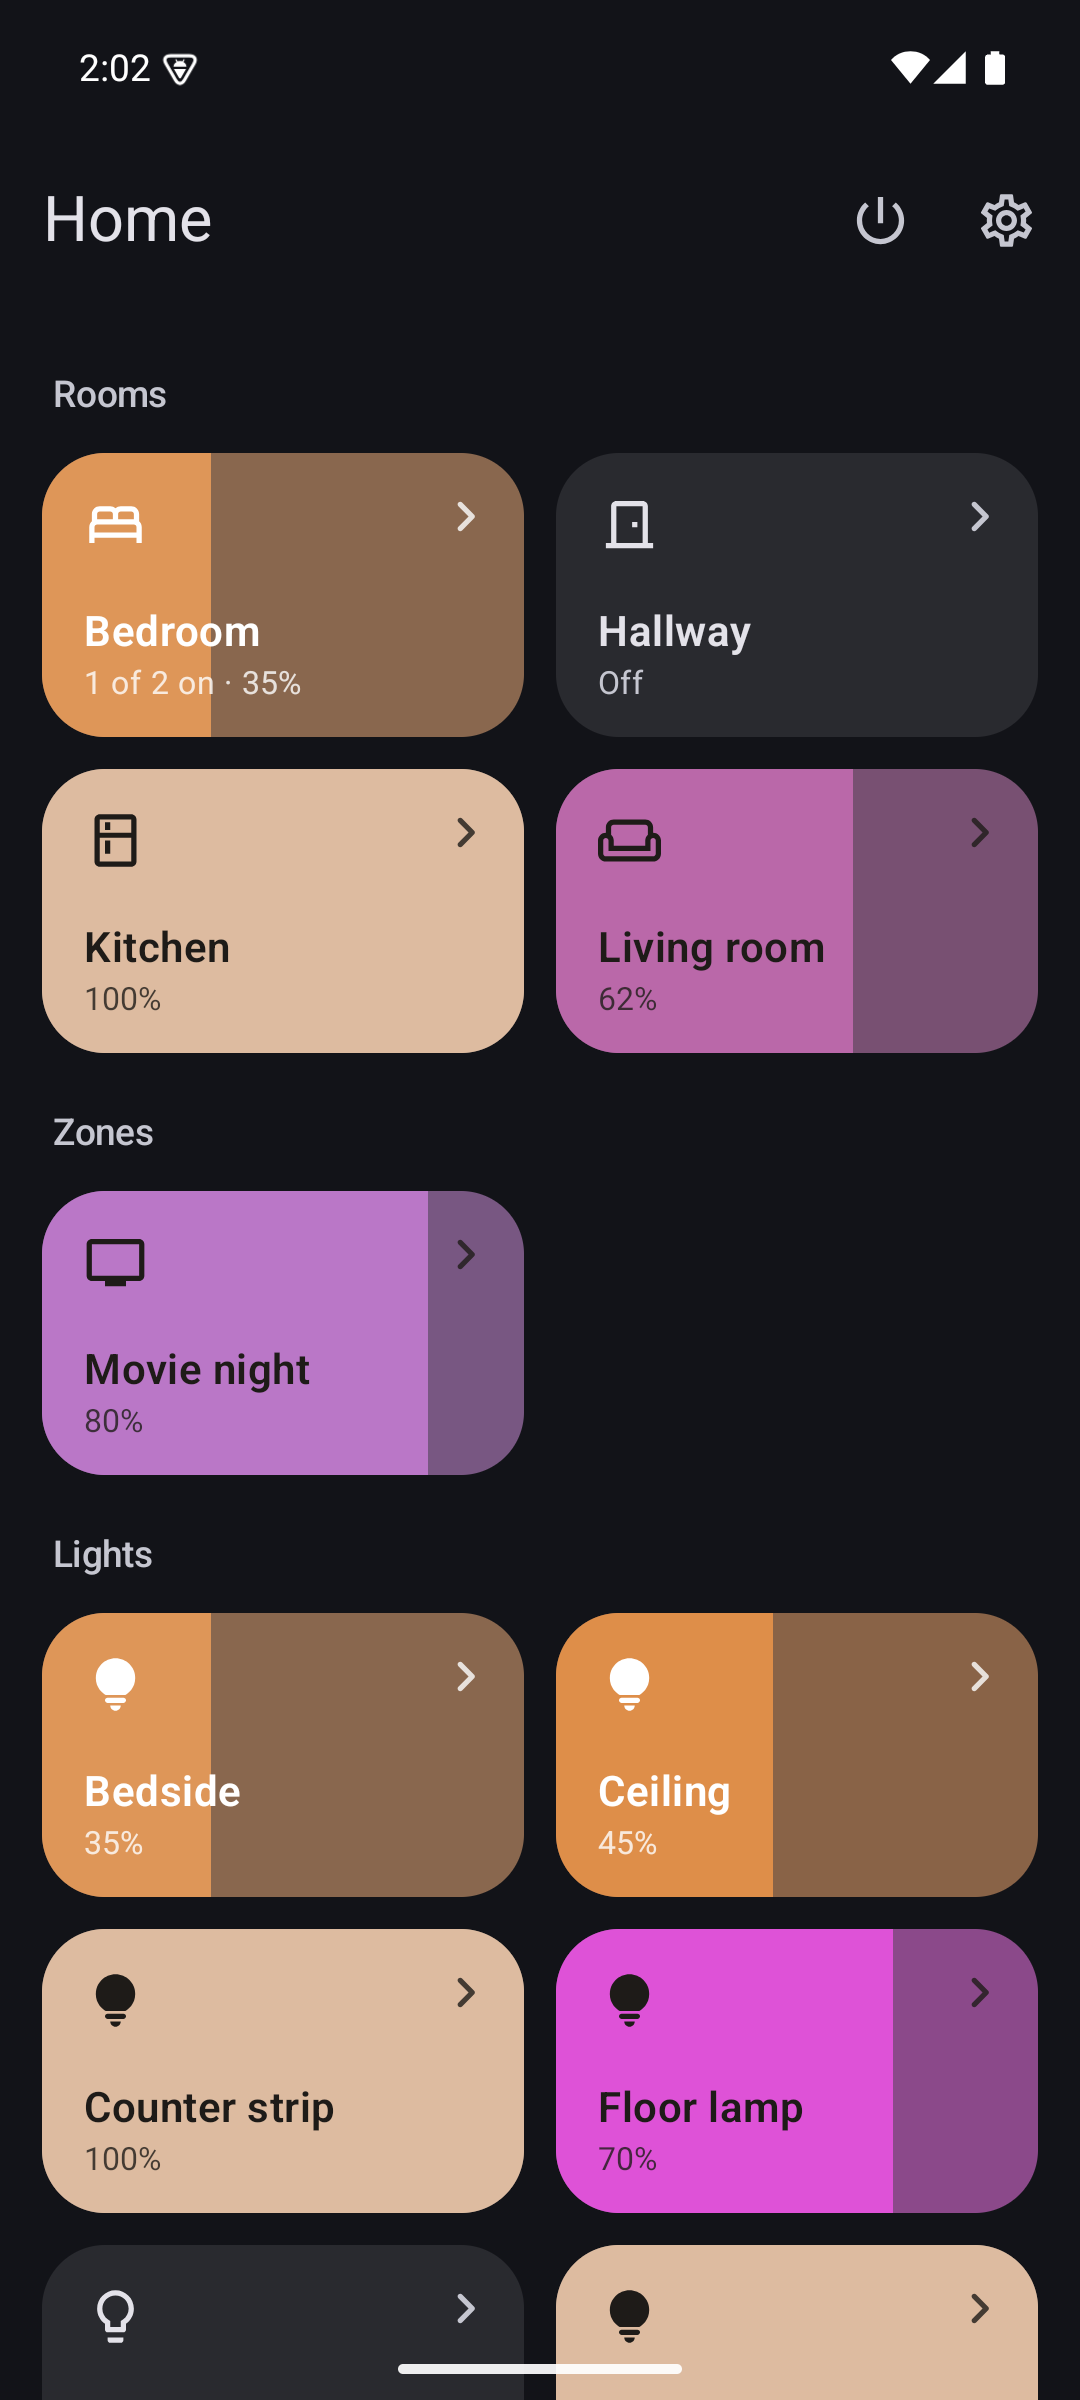 2:02
Home
Rooms
Bedroom
1 of 2 on · 35%
Hallway
Off
Kitchen
100%
Living room
62%
Zones
Movie night
80%
Lights
Bedside
35%
Ceiling
45%
Counter strip
100%
Floor lamp
70%